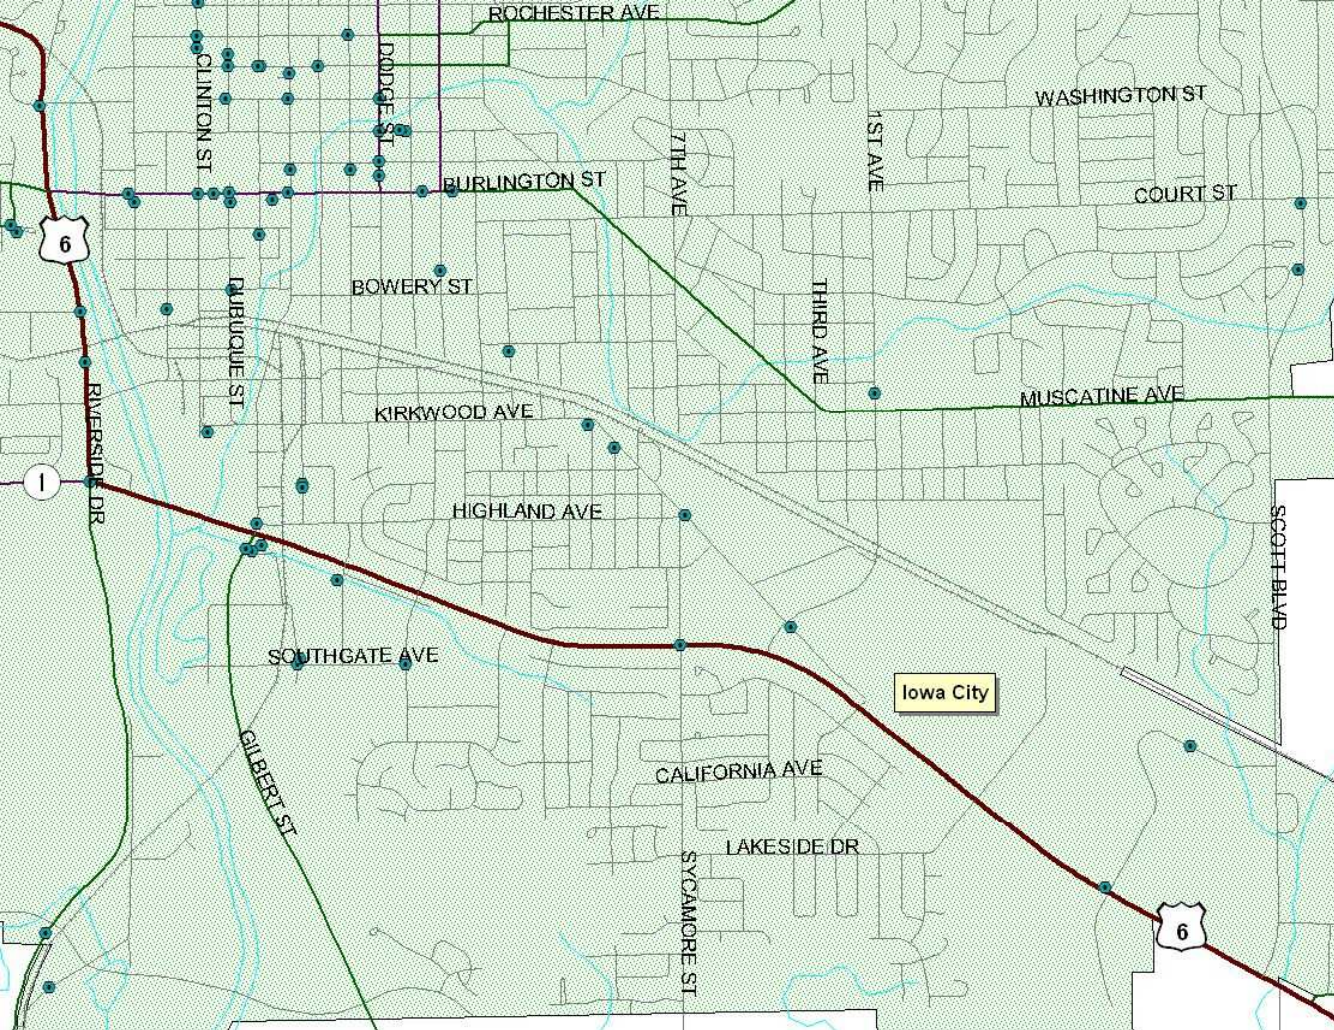 ROCHESTER AVE
DODGE ST
CLINTON ST
WASHINGTON ST
1ST AVE
7TH AVE
BURLINGTON ST
COURT ST
6
BOWERY ST
DUBUQUE ST
THIRD AVE
MUSCATINE AVE
KIRKWOOD AVE
RIVERSIDE DR
1
HIGHLAND AVE
SCOTT BLVD
SOUTHGATE AVE
Iowa City
GILBERT ST
CALIFORNIA AVE
LAKESIDE DR
SYCAMORE ST
6